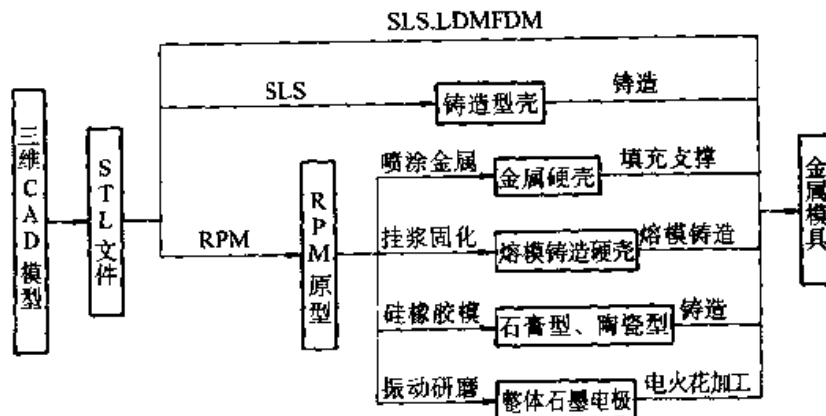 SLS.LDMFDM
SLS
铸造型壳
铸造
三维CAD模型
STL文件
RPM
RPM原型
喷涂金属
金属硬壳
填充支撑
挂浆固化
熔模铸造硬壳
熔模铸造
硅橡胶模
石膏型、陶瓷型
铸造
振动研磨
整体石墨电极
电火花加工
金属模具